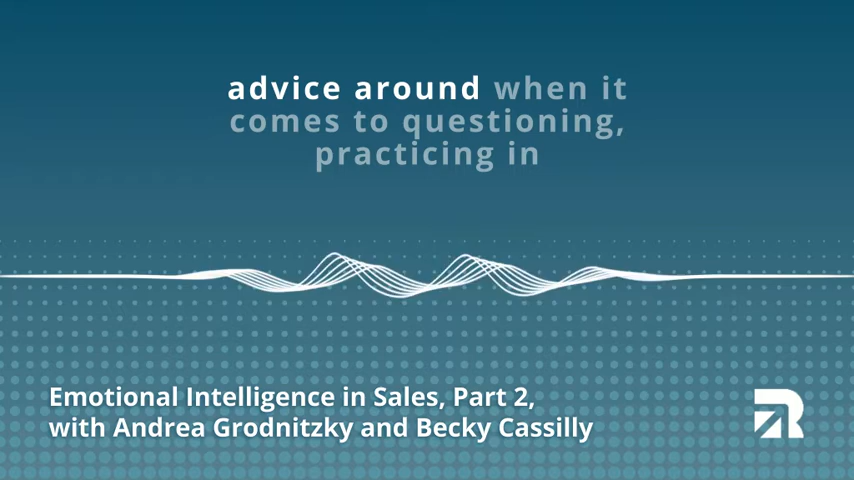 advice around when it
comes to questioning,
practicing in
Emotional Intelligence in Sales, Part 2,
with Andrea Grodnitzky and Becky Cassilly